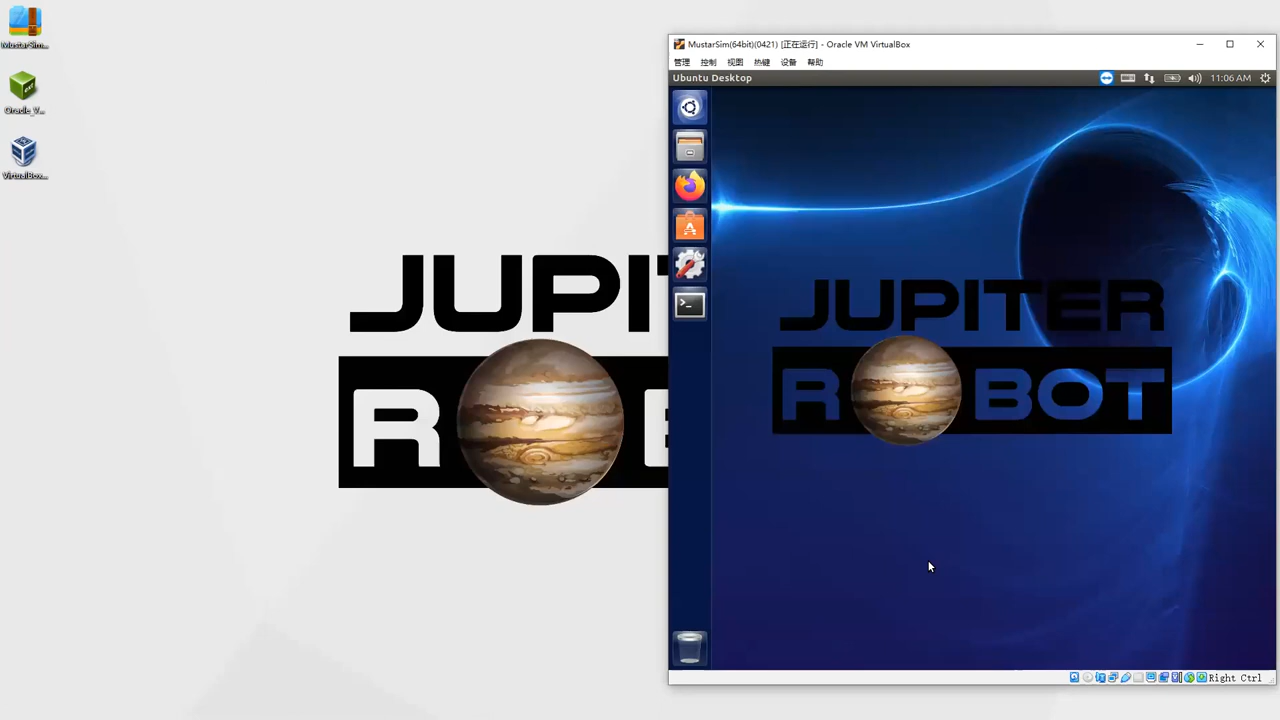 MustarSim...
Oracle_V...
VirtualBox...
JUPIT
R
MustarSim(64bit)(0421) [正在运行] - Oracle VM VirtualBox
管理 控制 视图 热键 设备 帮助
Ubuntu Desktop
11:06 AM
JUPITER
ROBOT
Right Ctrl